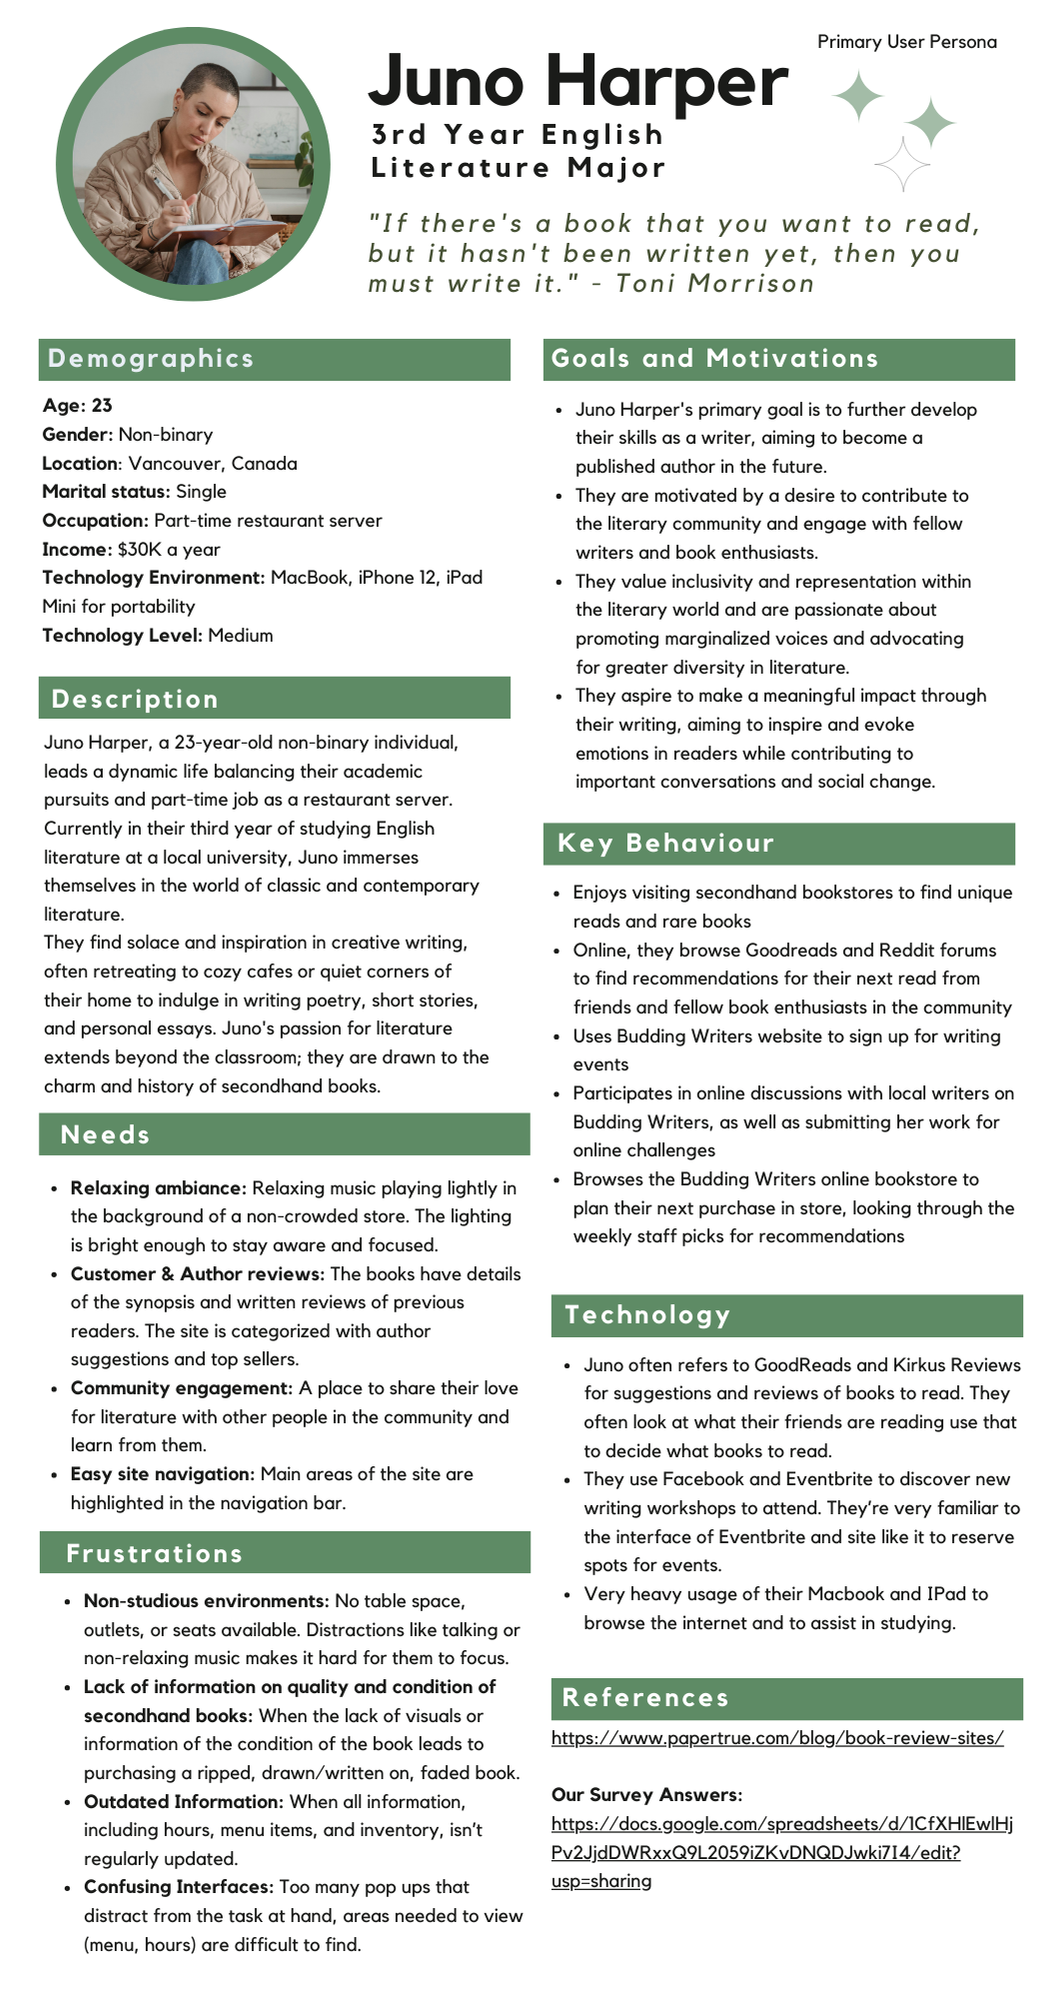 Primary User Persona
Juno Harper
3rd Year English
Literature Major
"If there's a book that you want to read,
but it hasn't been written yet, then you
must write it." - Toni Morrison
Demographics
Age: 23
Gender: Non-binary
Location: Vancouver, Canada
Marital status: Single
Occupation: Part-time restaurant server
Income: $30K a year
Technology Environment: MacBook, iPhone 12, iPad
Mini for portability
Technology Level: Medium
Description
Juno Harper, a 23-year-old non-binary individual,
leads a dynamic life balancing their academic
pursuits and part-time job as a restaurant server.
Currently in their third year of studying English
literature at a local university, Juno immerses
themselves in the world of classic and contemporary
literature.
They find solace and inspiration in creative writing,
often retreating to cozy cafes or quiet corners of
their home to indulge in writing poetry, short stories,
and personal essays. Juno's passion for literature
extends beyond the classroom; they are drawn to the
charm and history of secondhand books.
Needs
• Relaxing ambiance: Relaxing music playing lightly in
the background of a non-crowded store. The lighting
is bright enough to stay aware and focused.
• Customer & Author reviews: The books have details
of the synopsis and written reviews of previous
readers. The site is categorized with author
suggestions and top sellers.
• Community engagement: A place to share their love
for literature with other people in the community and
learn from them.
• Easy site navigation: Main areas of the site are
highlighted in the navigation bar.
Frustrations
• Non-studious environments: No table space,
outlets, or seats available. Distractions like talking or
non-relaxing music makes it hard for them to focus.
• Lack of information on quality and condition of
secondhand books: When the lack of visuals or
information of the condition of the book leads to
purchasing a ripped, drawn/written on, faded book.
• Outdated Information: When all information,
including hours, menu items, and inventory, isn't
regularly updated.
• Confusing Interfaces: Too many pop ups that
distract from the task at hand, areas needed to view
(menu, hours) are difficult to find.
Goals and Motivations
• Juno Harper's primary goal is to further develop
their skills as a writer, aiming to become a
published author in the future.
• They are motivated by a desire to contribute to
the literary community and engage with fellow
writers and book enthusiasts.
• They value inclusivity and representation within
the literary world and are passionate about
promoting marginalized voices and advocating
for greater diversity in literature.
• They aspire to make a meaningful impact through
their writing, aiming to inspire and evoke
emotions in readers while contributing to
important conversations and social change.
Key Behaviour
• Enjoys visiting secondhand bookstores to find unique
reads and rare books
• Online, they browse Goodreads and Reddit forums
to find recommendations for their next read from
friends and fellow book enthusiasts in the community
• Uses Budding Writers website to sign up for writing
events
• Participates in online discussions with local writers on
Budding Writers, as well as submitting her work for
online challenges
• Browses the Budding Writers online bookstore to
plan their next purchase in store, looking through the
weekly staff picks for recommendations
Technology
• Juno often refers to GoodReads and Kirkus Reviews
for suggestions and reviews of books to read. They
often look at what their friends are reading use that
to decide what books to read.
• They use Facebook and Eventbrite to discover new
writing workshops to attend. They're very familiar to
the interface of Eventbrite and site like it to reserve
spots for events.
• Very heavy usage of their Macbook and IPad to
browse the internet and to assist in studying.
References
https://www.papertrue.com/blog/book-review-sites/
Our Survey Answers:
https://docs.google.com/spreadsheets/d/1CfXHlEwlHj
Pv2JjdDWRxxQ9L2059iZKvDNQDJwki7I4/edit?
usp=sharing